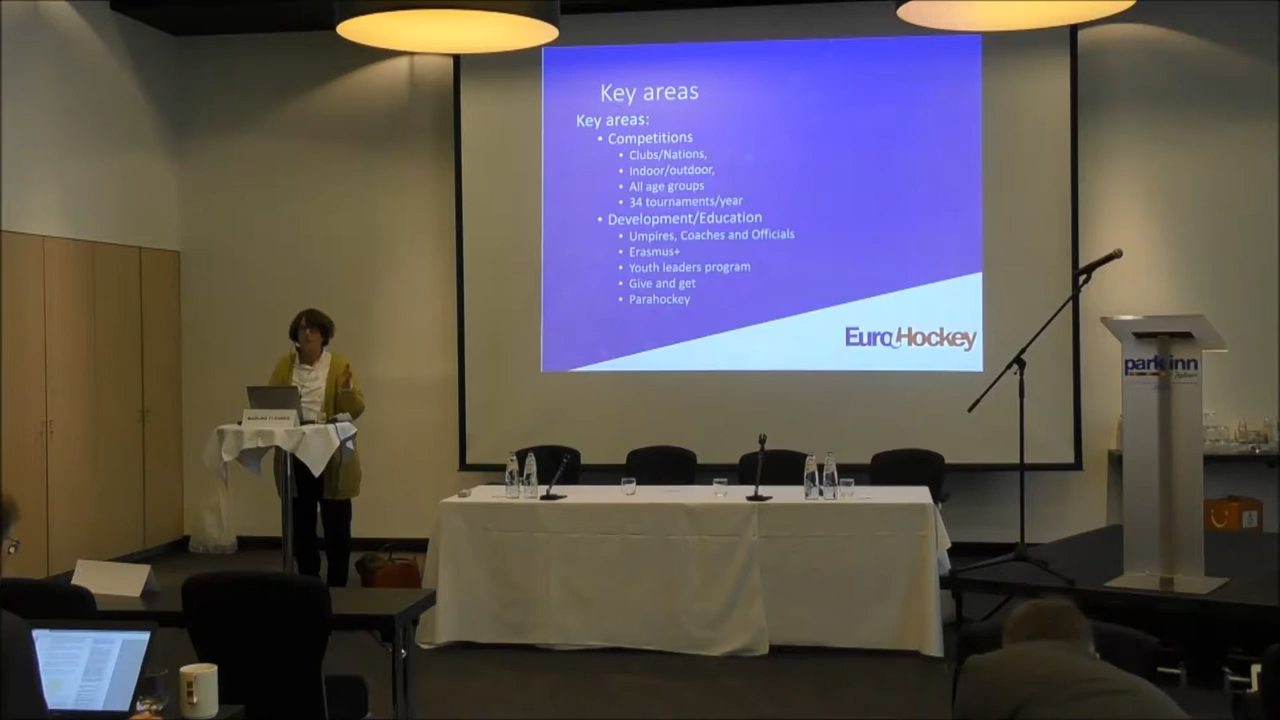 Key areas
Key areas:
• Competitions
• Clubs/Nations,
• Indoor/outdoor,
• All age groups
• 34 tournaments/year
• Development/Education
• Umpires, Coaches and Officials
• Erasmus+
• Youth leaders program
• Give and get
• Parahockey
EuroHockey
park inn